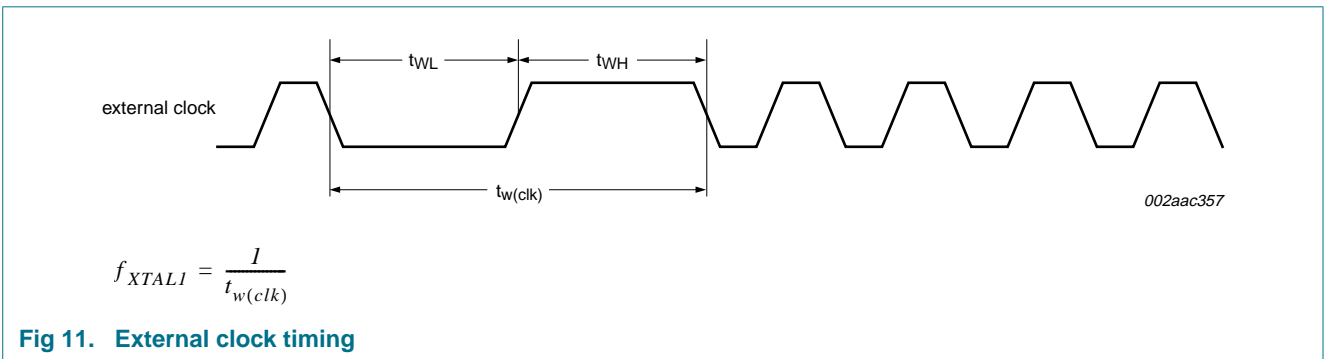 tWL
tWH
external clock
tw(clk)
002aac357
fXTAL1 = 1 / tw(clk)
Fig 11. External clock timing